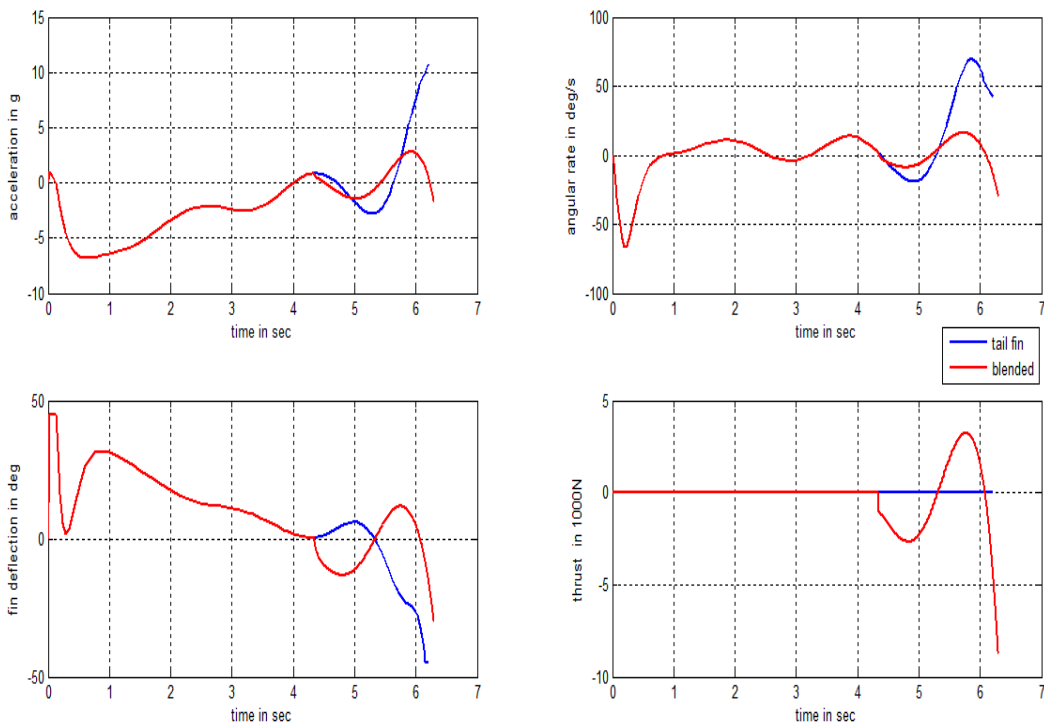 acceleration in g
15
10
5
0
-5
-10
0 1 2 3 4 5 6 7
time in sec
angular rate in deg/s
100
50
0
-50
-100
0 1 2 3 4 5 6 7
time in sec
tail fin
blended
fin deflection in deg
50
0
-50
0 1 2 3 4 5 6 7
time in sec
thrust in 1000N
5
0
-5
-10
0 1 2 3 4 5 6 7
time in sec